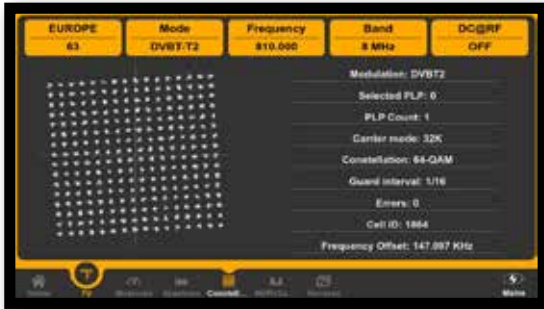 EUROPE
63
Mode
DVBT-T2
Frequency
810.000
Band
8 MHz
DC@RF
OFF
Modulation: DVBT2
Selected PLP: 0
PLP Count: 1
Carrier mode: 32K
Constellation: 64-QAM
Guard interval: 1/16
Errors: 0
Cell ID: 1864
Frequency Offset: 147.097 KHz
Home
TV
Constell...
Mains